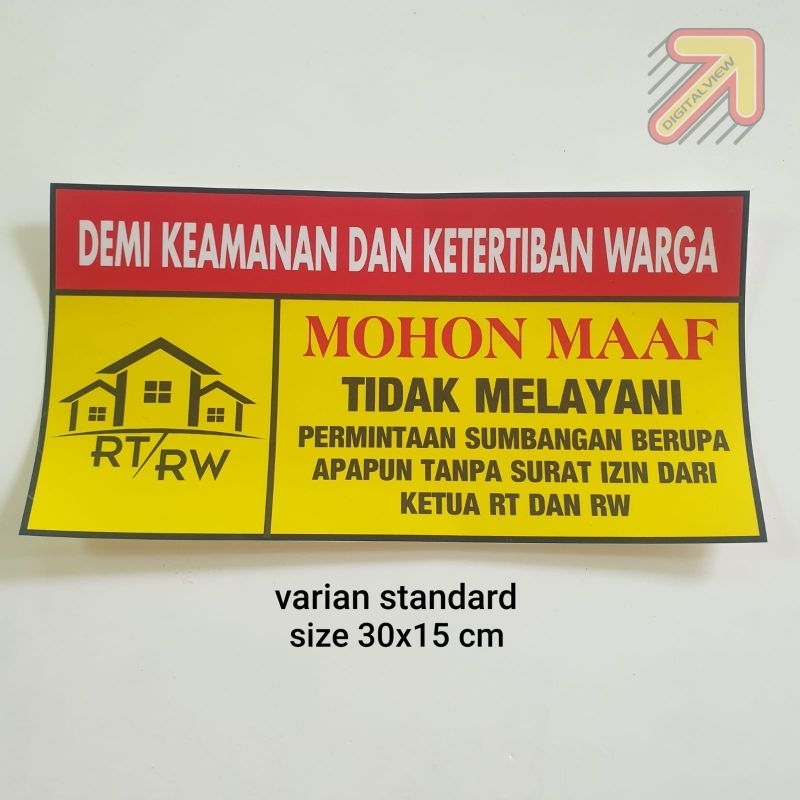 DIGITALVIEW
DEMI KEAMANAN DAN KETERTIBAN WARGA
RT/RW
MOHON MAAF
TIDAK MELAYANI
PERMINTAAN SUMBANGAN BERUPA
APAPUN TANPA SURAT IZIN DARI
KETUA RT DAN RW
varian standard
size 30x15 cm